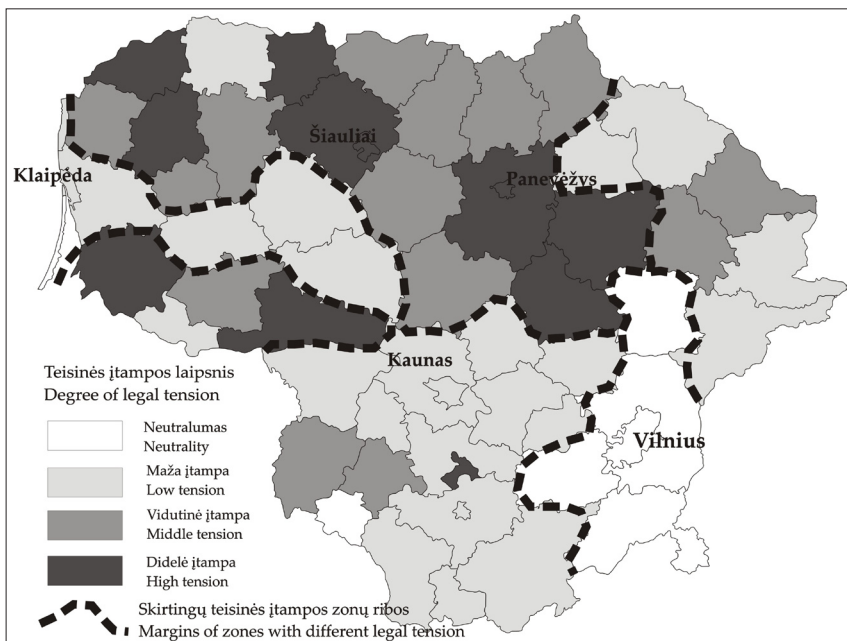 Šiauliai
Klaipėda
Panevėžys
Kaunas
Vilnius
Teisinės įtampos laipsnis
Degree of legal tension
Neutralumas
Neutrality
Maža įtampa
Low tension
Vidutinė įtampa
Middle tension
Didelė įtampa
High tension
Skirtingų teisinės įtampos zonų ribos
Margins of zones with different legal tension